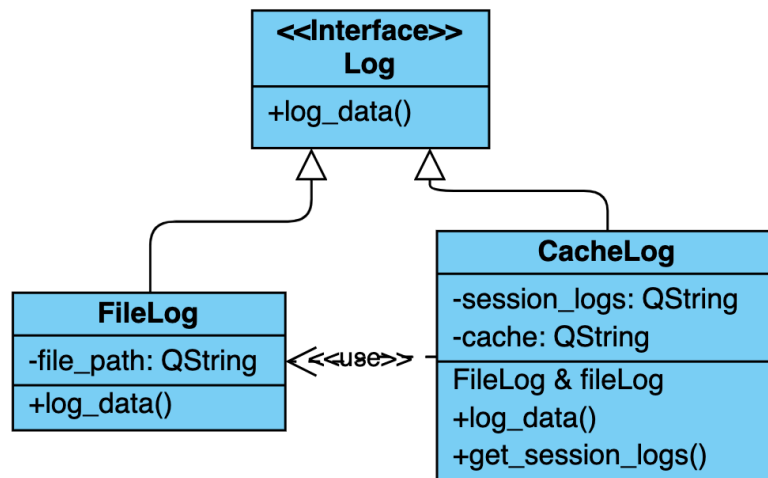 <<Interface>>
Log
+log_data()
FileLog
-file_path: QString
+log_data()
<<use>>
CacheLog
-session_logs: QString
-cache: QString
FileLog & fileLog
+log_data()
+get_session_logs()